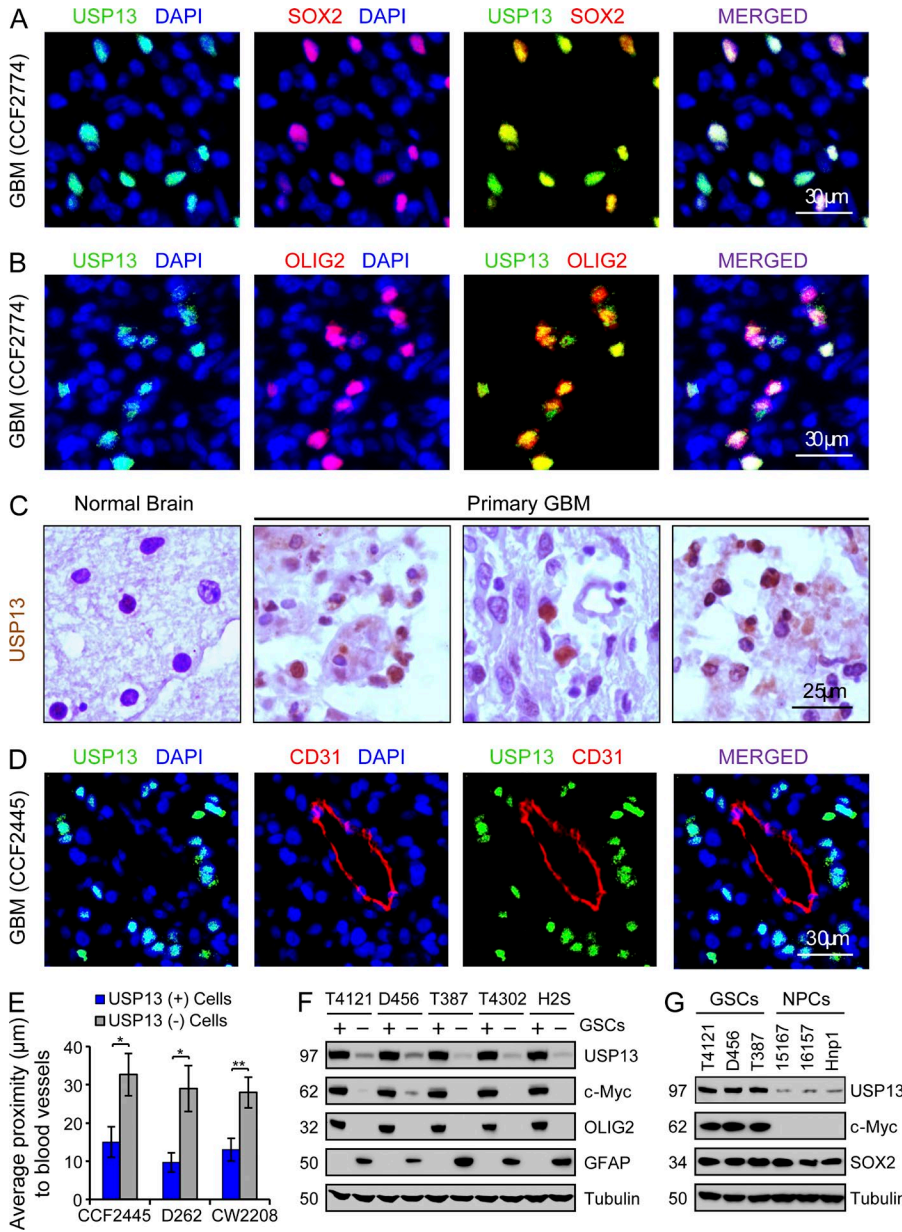 A
USP13 DAPI SOX2 DAPI USP13 SOX2 MERGED
GBM (CCF2774)
30µm
B
USP13 DAPI OLIG2 DAPI USP13 OLIG2 MERGED
GBM (CCF2774)
30µm
C
Normal Brain Primary GBM
USP13
25µm
D
USP13 DAPI CD31 DAPI USP13 CD31 MERGED
GBM (CCF2445)
30µm
E
USP13 (+) Cells
USP13 (-) Cells
Average proximity (µm)
to blood vessels
40
30
20
10
0
* * **
CCF2445 D262 CW2208
F
T4121 D456 T387 T4302 H2S
+ − + − + − + − + − GSCs
97 USP13
62 c-Myc
32 OLIG2
50 GFAP
50 Tubulin
G
GSCs NPCs
T4121 D456 T387 15167 16157 Hnp1
97 USP13
62 c-Myc
34 SOX2
50 Tubulin